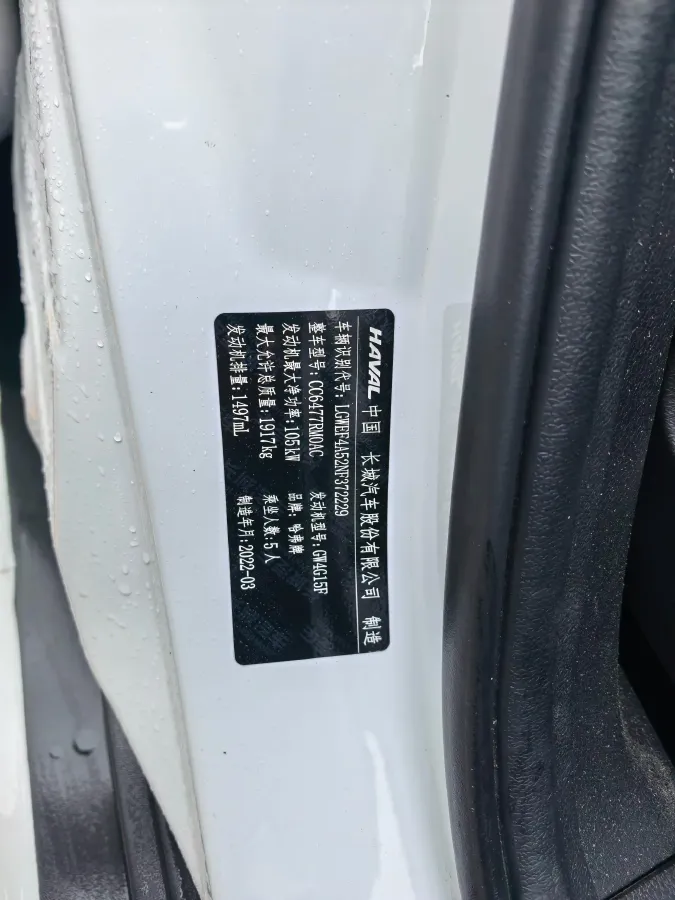 HAVAL 中国 长城汽车股份有限公司 制造
车辆识别代号:LGWEF4A52NF372229
整车型号:CC6477RM0AC 发动机型号:GW4G15F
发动机最大净功率:105kW 品牌:哈弗牌
最大允许总质量:1917kg 乘坐人数:5人
发动机排量:1497mL 制造年月:2022-03